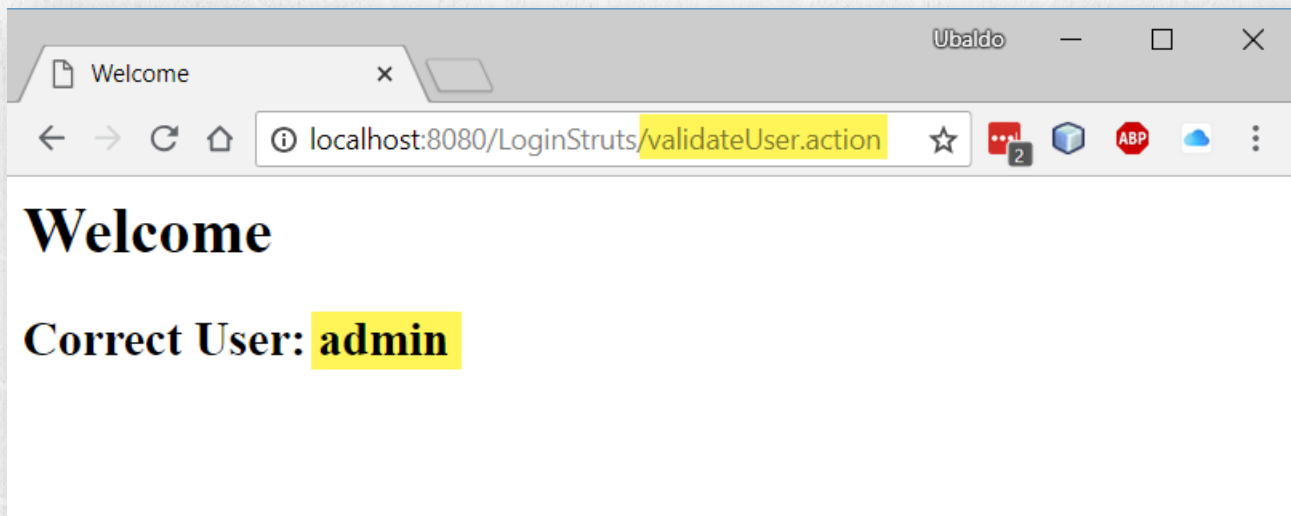 Ubaldo
Welcome
localhost:8080/LoginStruts/validateUser.action
2
ABP
Welcome
Correct User: admin